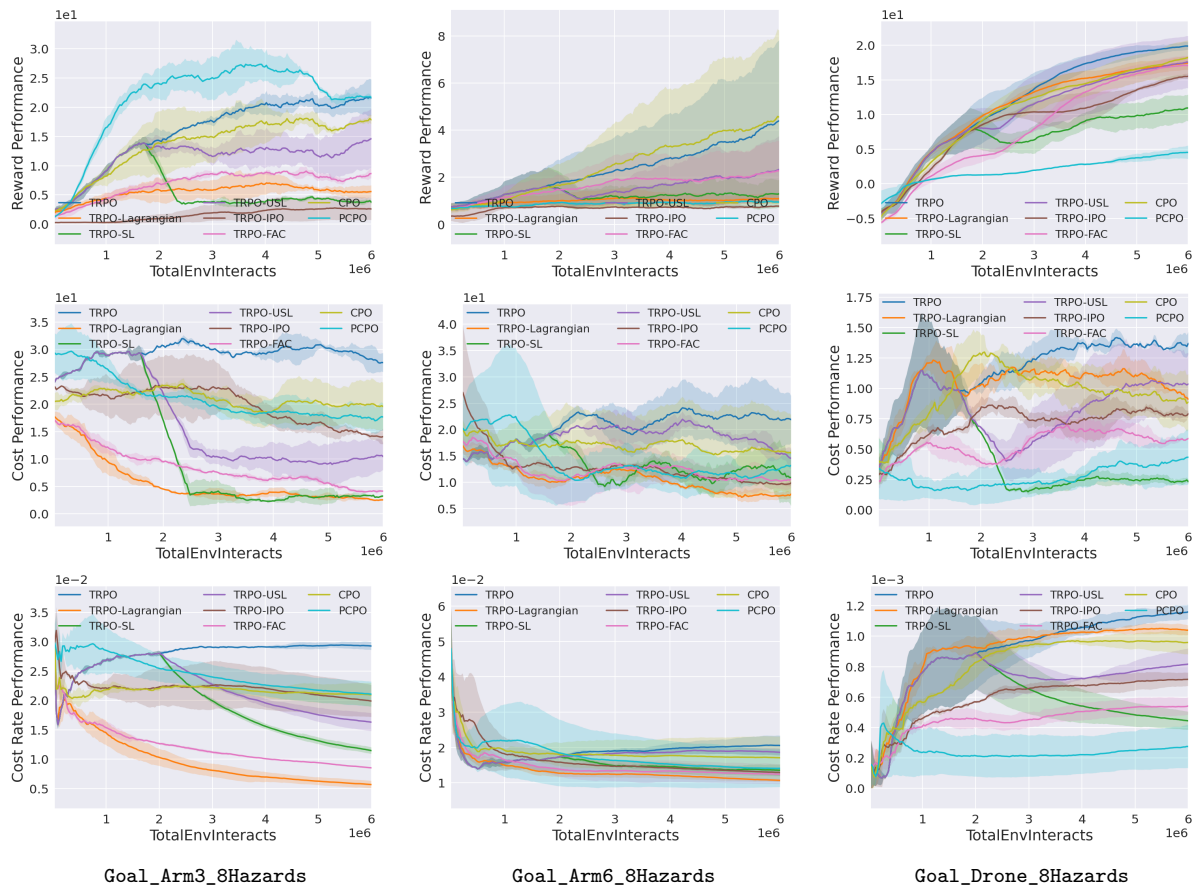 1e1
Reward Performance
3.0
2.5
2.0
1.5
1.0
0.5
0.0
TRPO TRPO-USL CPO
TRPO-Lagrangian TRPO-IPO PCPO
TRPO-SL TRPO-FAC
1 2 3 4 5 6
TotalEnvInteracts 1e6
Reward Performance
8
6
4
2
0
TRPO TRPO-USL CPO
TRPO-Lagrangian TRPO-IPO PCPO
TRPO-SL TRPO-FAC
1 2 3 4 5 6
TotalEnvInteracts 1e6
1e1
Reward Performance
2.0
1.5
1.0
0.5
0.0
−0.5
TRPO TRPO-USL CPO
TRPO-Lagrangian TRPO-IPO PCPO
TRPO-SL TRPO-FAC
1 2 3 4 5 6
TotalEnvInteracts 1e6
1e1
Cost Performance
3.5
3.0
2.5
2.0
1.5
1.0
0.5
0.0
TRPO TRPO-USL CPO
TRPO-Lagrangian TRPO-IPO PCPO
TRPO-SL TRPO-FAC
1 2 3 4 5 6
TotalEnvInteracts 1e6
1e1
Cost Performance
4.0
3.5
3.0
2.5
2.0
1.5
1.0
0.5
TRPO TRPO-USL CPO
TRPO-Lagrangian TRPO-IPO PCPO
TRPO-SL TRPO-FAC
1 2 3 4 5 6
TotalEnvInteracts 1e6
Cost Performance
1.75
1.50
1.25
1.00
0.75
0.50
0.25
0.00
TRPO TRPO-USL CPO
TRPO-Lagrangian TRPO-IPO PCPO
TRPO-SL TRPO-FAC
1 2 3 4 5 6
TotalEnvInteracts 1e6
1e−2
Cost Rate Performance
3.5
3.0
2.5
2.0
1.5
1.0
0.5
TRPO TRPO-USL CPO
TRPO-Lagrangian TRPO-IPO PCPO
TRPO-SL TRPO-FAC
1 2 3 4 5 6
TotalEnvInteracts 1e6
1e−2
Cost Rate Performance
6
5
4
3
2
1
TRPO TRPO-USL CPO
TRPO-Lagrangian TRPO-IPO PCPO
TRPO-SL TRPO-FAC
1 2 3 4 5 6
TotalEnvInteracts 1e6
1e−3
Cost Rate Performance
1.2
1.0
0.8
0.6
0.4
0.2
0.0
TRPO TRPO-USL CPO
TRPO-Lagrangian TRPO-IPO PCPO
TRPO-SL TRPO-FAC
1 2 3 4 5 6
TotalEnvInteracts 1e6
Goal_Arm3_8Hazards Goal_Arm6_8Hazards Goal_Drone_8Hazards